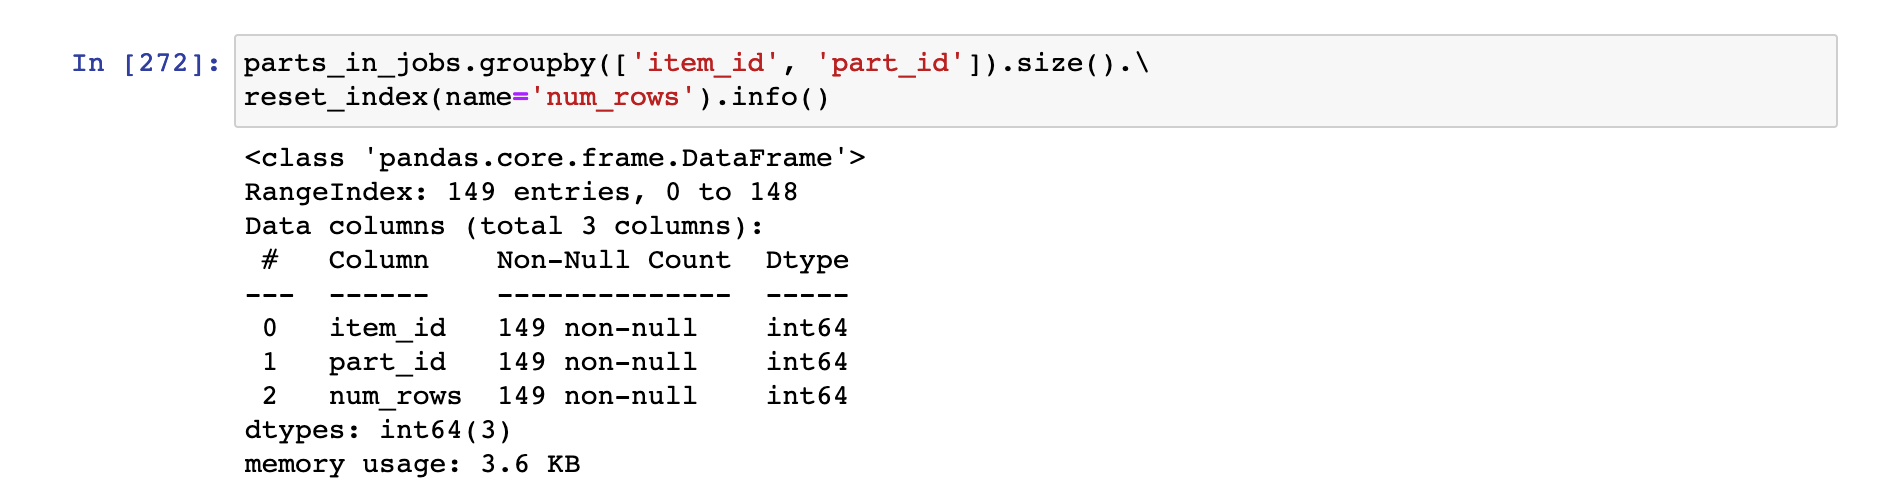 In [272]: parts_in_jobs.groupby(['item_id', 'part_id']).size().\
reset_index(name='num_rows').info()
<class 'pandas.core.frame.DataFrame'>
RangeIndex: 149 entries, 0 to 148
Data columns (total 3 columns):
 #   Column    Non-Null Count  Dtype
---  ------    --------------  -----
 0   item_id   149 non-null    int64
 1   part_id   149 non-null    int64
 2   num_rows  149 non-null    int64
dtypes: int64(3)
memory usage: 3.6 KB